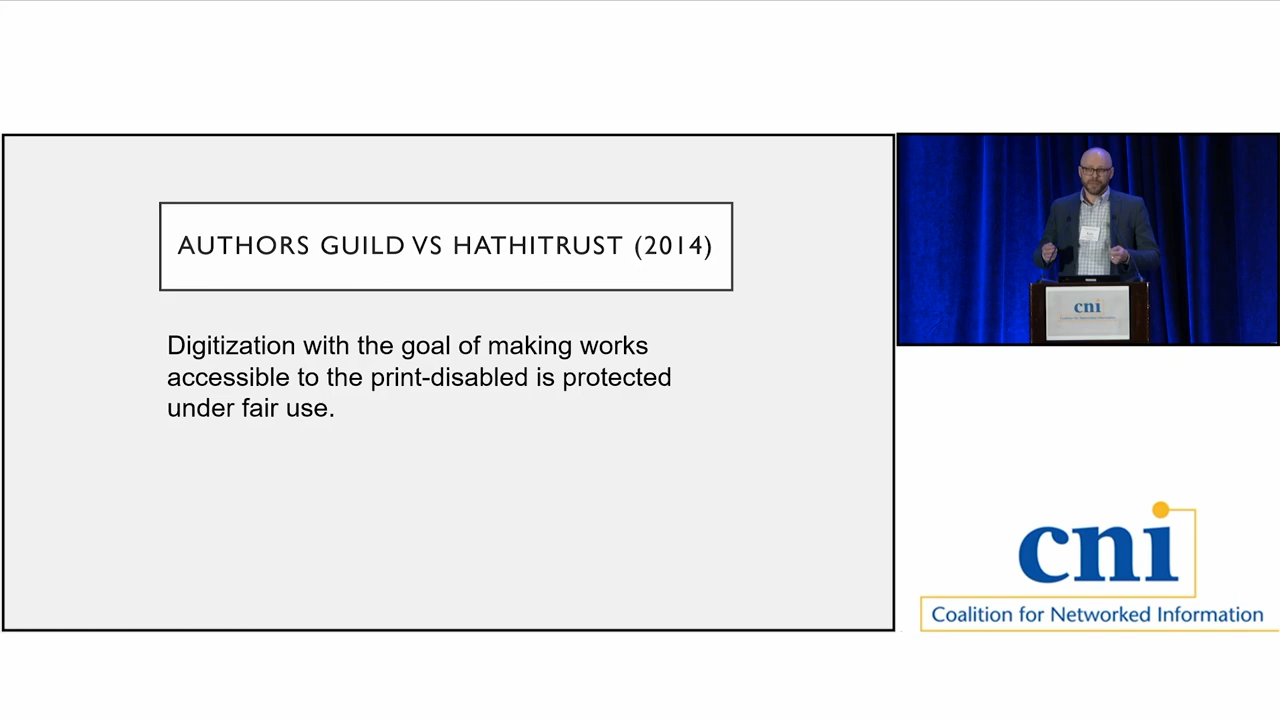 AUTHORS GUILD VS HATHITRUST (2014)
Digitization with the goal of making works
accessible to the print-disabled is protected
under fair use.
cni
cni
Coalition for Networked Information